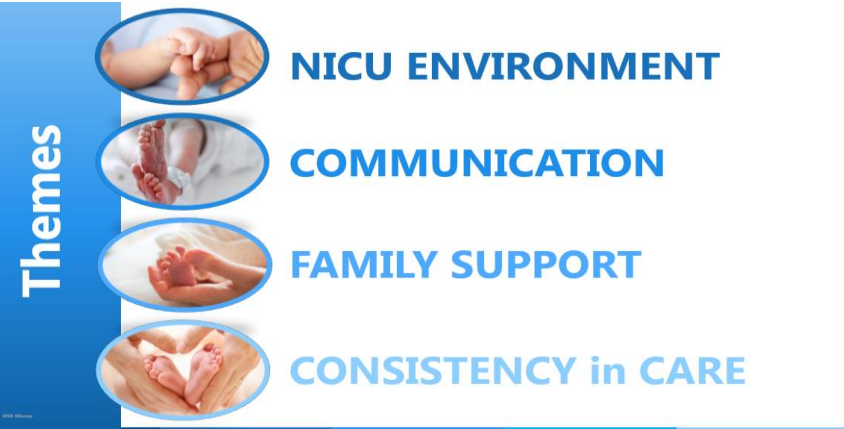 Themes
NICU ENVIRONMENT
COMMUNICATION
FAMILY SUPPORT
CONSISTENCY in CARE